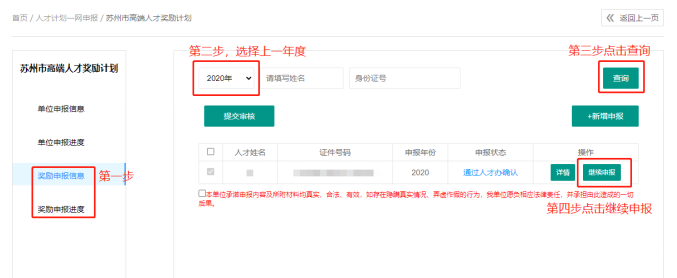 首页 / 人才计划一网申报 / 苏州市高端人才奖励计划
返回上一页
苏州市高端人才奖励计划
单位申报信息
单位申报进度
奖励申报信息
奖励申报进度
第一步
第二步，选择上一年度
第三步点击查询
2020年
请填写姓名
身份证号
查询
提交审核
+新增申报
人才姓名 证件号码 申报年份 申报状态 操作
2020 通过人才办确认 详情 继续申报
本单位承诺申报内容及所附材料均真实、合法、有效，如存在隐瞒真实情况、弄虚作假的行为，我单位愿负相应法律责任，并承担由此造成的一切
后果。
第四步点击继续申报